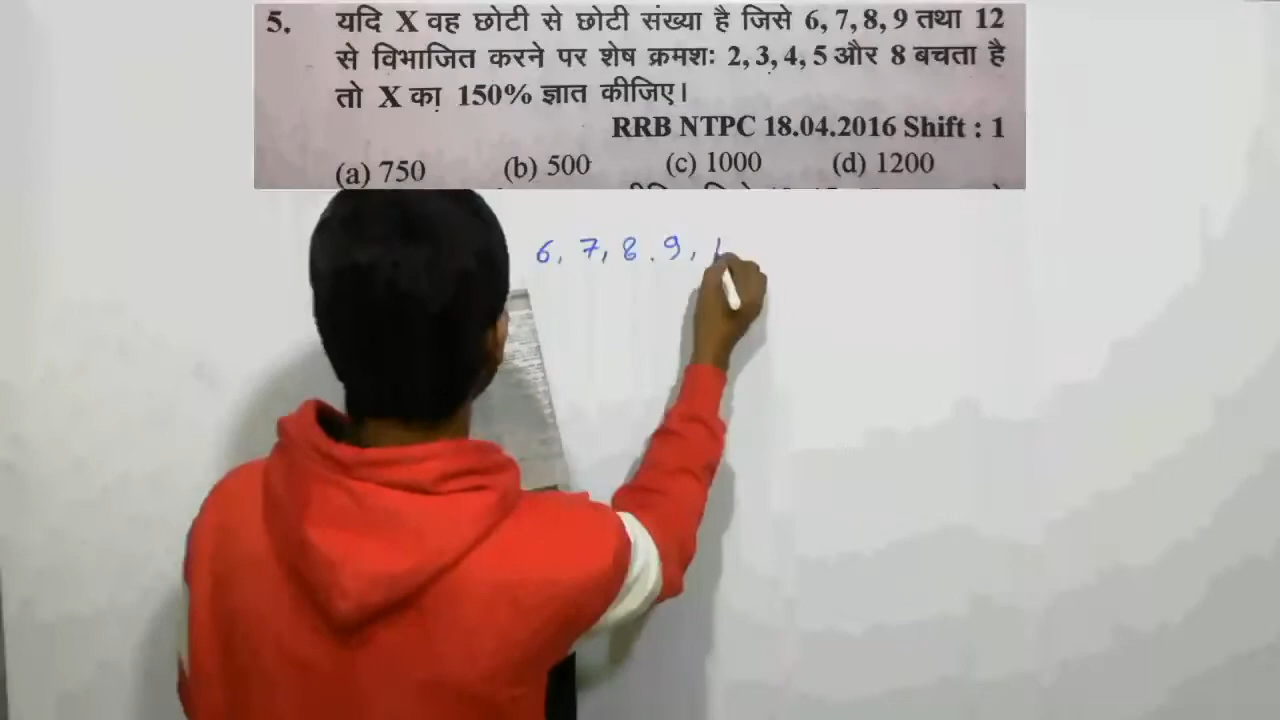 5. यदि X वह छोटी से छोटी संख्या है जिसे 6, 7, 8, 9 तथा 12
से विभाजित करने पर शेष क्रमशः 2, 3, 4, 5 और 8 बचता है
तो X का 150% ज्ञात कीजिए।
RRB NTPC 18.04.2016 Shift : 1
(a) 750 (b) 500 (c) 1000 (d) 1200
6, 7, 8. 9,